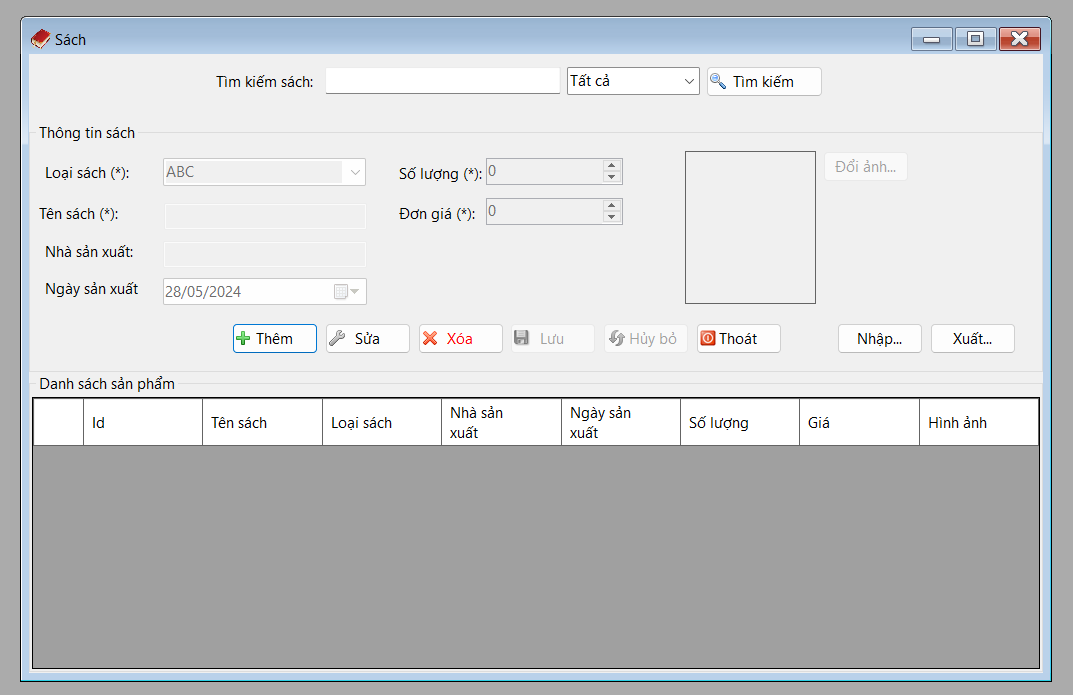 Sách
Tìm kiếm sách: Tất cả Tìm kiếm
Thông tin sách
Loại sách (*): ABC Số lượng (*): 0 Đổi ảnh...
Tên sách (*): Đơn giá (*): 0
Nhà sản xuất:
Ngày sản xuất 28/05/2024
Thêm Sửa Xóa Lưu Hủy bỏ Thoát Nhập... Xuất...
Danh sách sản phẩm
Id Tên sách Loại sách Nhà sản xuất Ngày sản xuất Số lượng Giá Hình ảnh